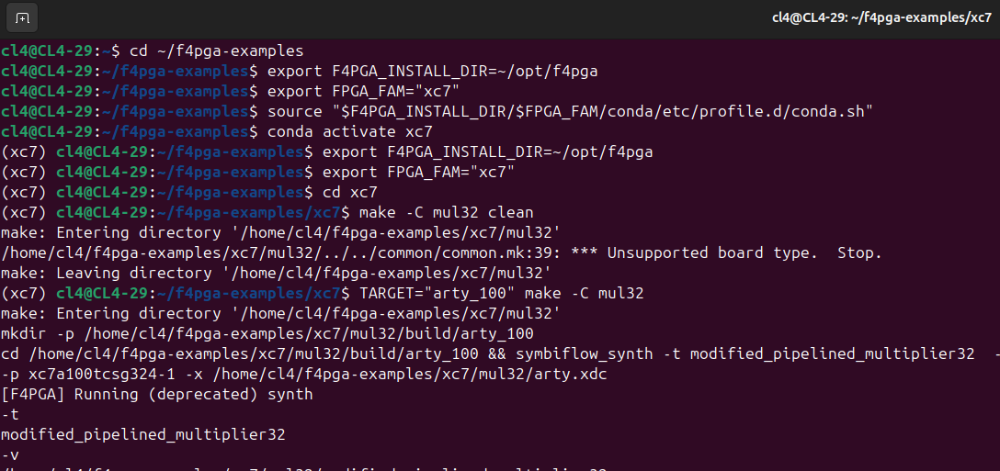 cl4@CL4-29: ~/f4pga-examples/xc7
cl4@CL4-29:~$ cd ~/f4pga-examples
cl4@CL4-29:~/f4pga-examples$ export F4PGA_INSTALL_DIR=~/opt/f4pga
cl4@CL4-29:~/f4pga-examples$ export FPGA_FAM="xc7"
cl4@CL4-29:~/f4pga-examples$ source "$F4PGA_INSTALL_DIR/$FPGA_FAM/conda/etc/profile.d/conda.sh"
cl4@CL4-29:~/f4pga-examples$ conda activate xc7
(xc7) cl4@CL4-29:~/f4pga-examples$ export F4PGA_INSTALL_DIR=~/opt/f4pga
(xc7) cl4@CL4-29:~/f4pga-examples$ export FPGA_FAM="xc7"
(xc7) cl4@CL4-29:~/f4pga-examples$ cd xc7
(xc7) cl4@CL4-29:~/f4pga-examples/xc7$ make -C mul32 clean
make: Entering directory '/home/cl4/f4pga-examples/xc7/mul32'
/home/cl4/f4pga-examples/xc7/mul32/../../common/common.mk:39: *** Unsupported board type.  Stop.
make: Leaving directory '/home/cl4/f4pga-examples/xc7/mul32'
(xc7) cl4@CL4-29:~/f4pga-examples/xc7$ TARGET="arty_100" make -C mul32
make: Entering directory '/home/cl4/f4pga-examples/xc7/mul32'
mkdir -p /home/cl4/f4pga-examples/xc7/mul32/build/arty_100
cd /home/cl4/f4pga-examples/xc7/mul32/build/arty_100 && symbiflow_synth -t modified_pipelined_multiplier32  -
-p xc7a100tcsg324-1 -x /home/cl4/f4pga-examples/xc7/mul32/arty.xdc
[F4PGA] Running (deprecated) synth
-t
modified_pipelined_multiplier32
-v